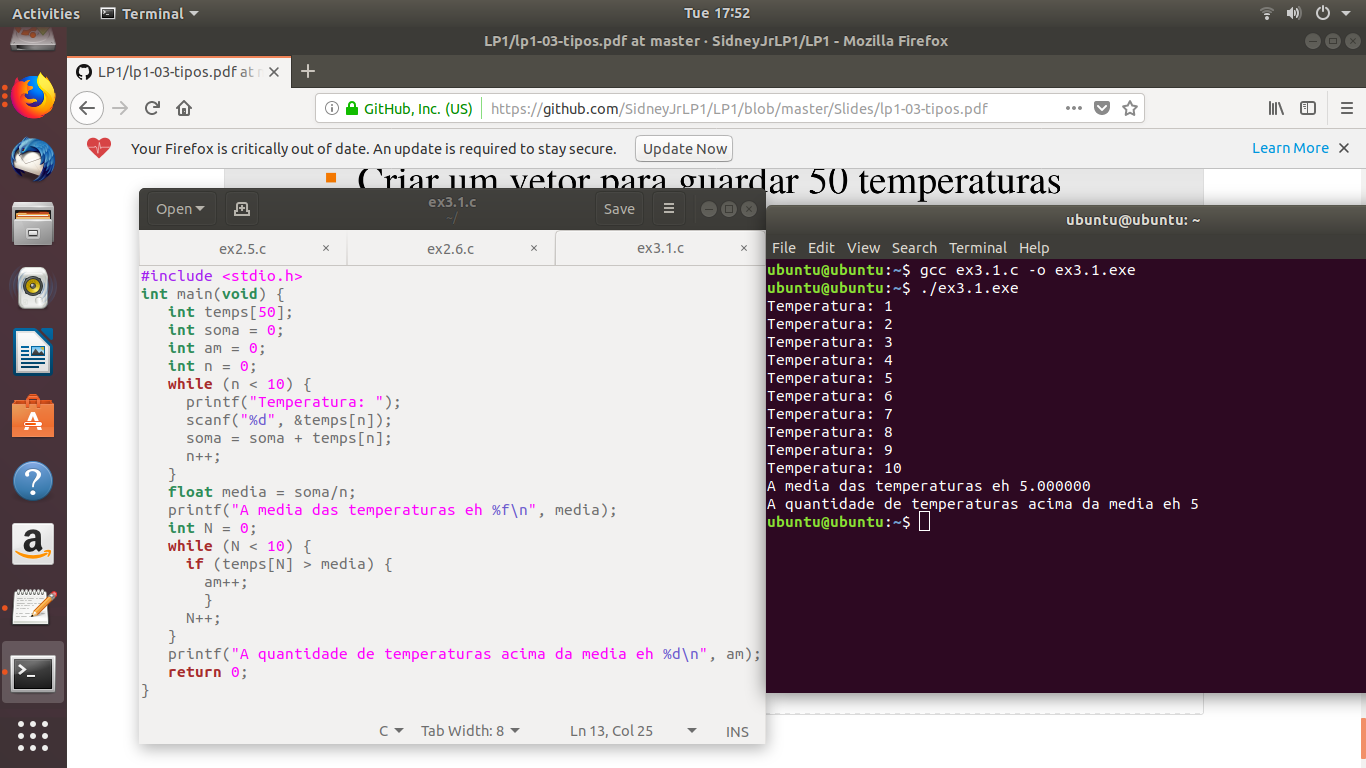 Activities Terminal Tue 17:52
LP1/lp1-03-tipos.pdf at master · SidneyJrLP1/LP1 - Mozilla Firefox
LP1/lp1-03-tipos.pdf at
GitHub, Inc. (US) https://github.com/SidneyJrLP1/LP1/blob/master/Slides/lp1-03-tipos.pdf
Your Firefox is critically out of date. An update is required to stay secure. Update Now Learn More
Criar um vetor para guardar 50 temperaturas
Open ex3.1.c Save
~/
ex2.5.c × ex2.6.c × ex3.1.c ×
#include <stdio.h>
int main(void) {
   int temps[50];
   int soma = 0;
   int am = 0;
   int n = 0;
   while (n < 10) {
     printf("Temperatura: ");
     scanf("%d", &temps[n]);
     soma = soma + temps[n];
     n++;
   }
   float media = soma/n;
   printf("A media das temperaturas eh %f\n", media);
   int N = 0;
   while (N < 10) {
     if (temps[N] > media) {
       am++;
       }
     N++;
   }
   printf("A quantidade de temperaturas acima da media eh %d\n", am);
   return 0;
}
C Tab Width: 8 Ln 13, Col 25 INS
ubuntu@ubuntu: ~
File Edit View Search Terminal Help
ubuntu@ubuntu:~$ gcc ex3.1.c -o ex3.1.exe
ubuntu@ubuntu:~$ ./ex3.1.exe
Temperatura: 1
Temperatura: 2
Temperatura: 3
Temperatura: 4
Temperatura: 5
Temperatura: 6
Temperatura: 7
Temperatura: 8
Temperatura: 9
Temperatura: 10
A media das temperaturas eh 5.000000
A quantidade de temperaturas acima da media eh 5
ubuntu@ubuntu:~$